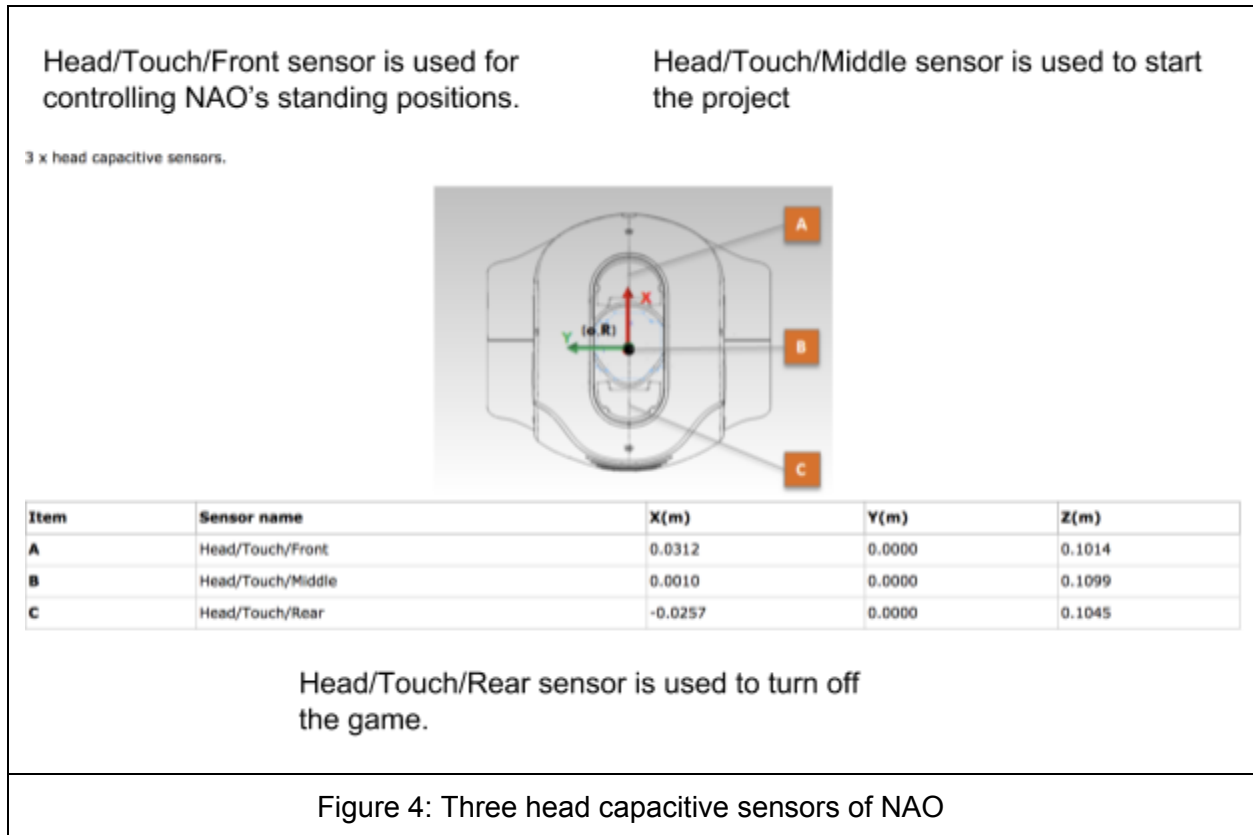 Head/Touch/Front sensor is used for
controlling NAO's standing positions.
Head/Touch/Middle sensor is used to start
the project
3 x head capacitive sensors.
A
X
Y
B
C
Item Sensor name X(m) Y(m) Z(m)
A Head/Touch/Front 0.0312 0.0000 0.1014
B Head/Touch/Middle 0.0010 0.0000 0.1099
C Head/Touch/Rear -0.0257 0.0000 0.1045
Head/Touch/Rear sensor is used to turn off
the game.
Figure 4: Three head capacitive sensors of NAO